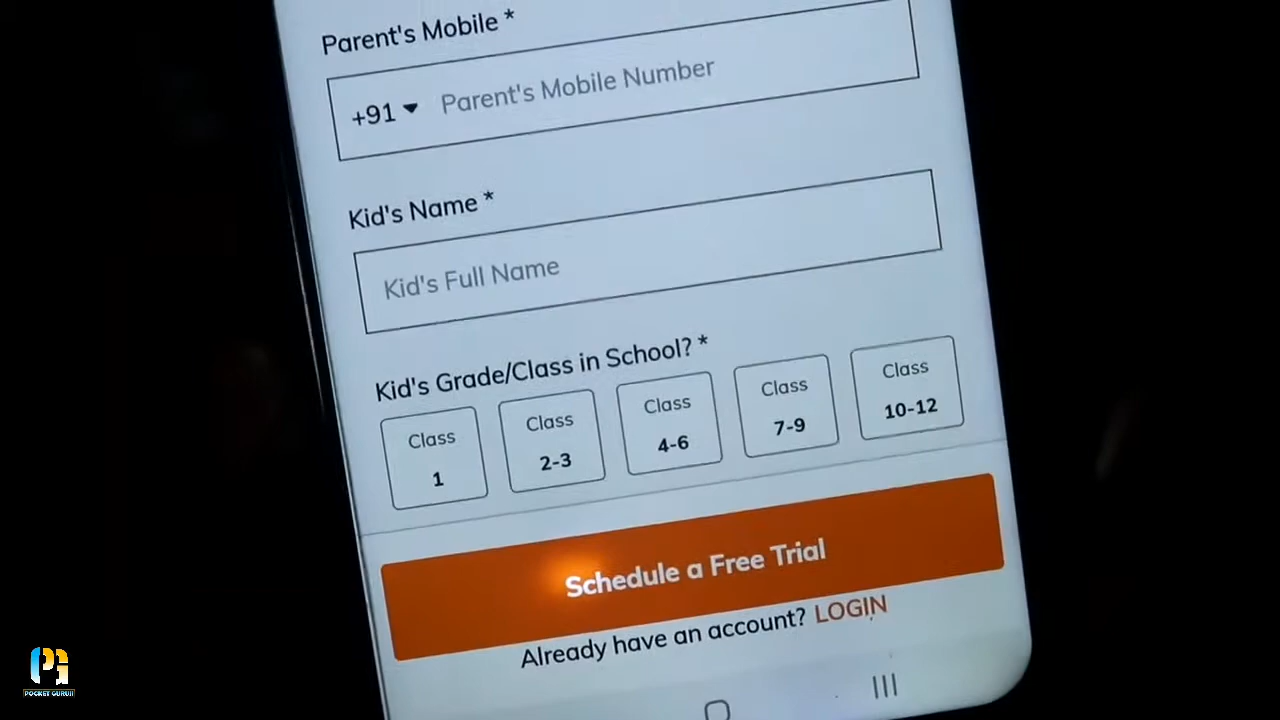 Parent's Mobile *
+91 Parent's Mobile Number
Kid's Name *
Kid's Full Name
Kid's Grade/Class in School? *
Class Class Class Class Class
1 2-3 4-6 7-9 10-12
Schedule a Free Trial
Already have an account? LOGIN
POCKET GURUJI